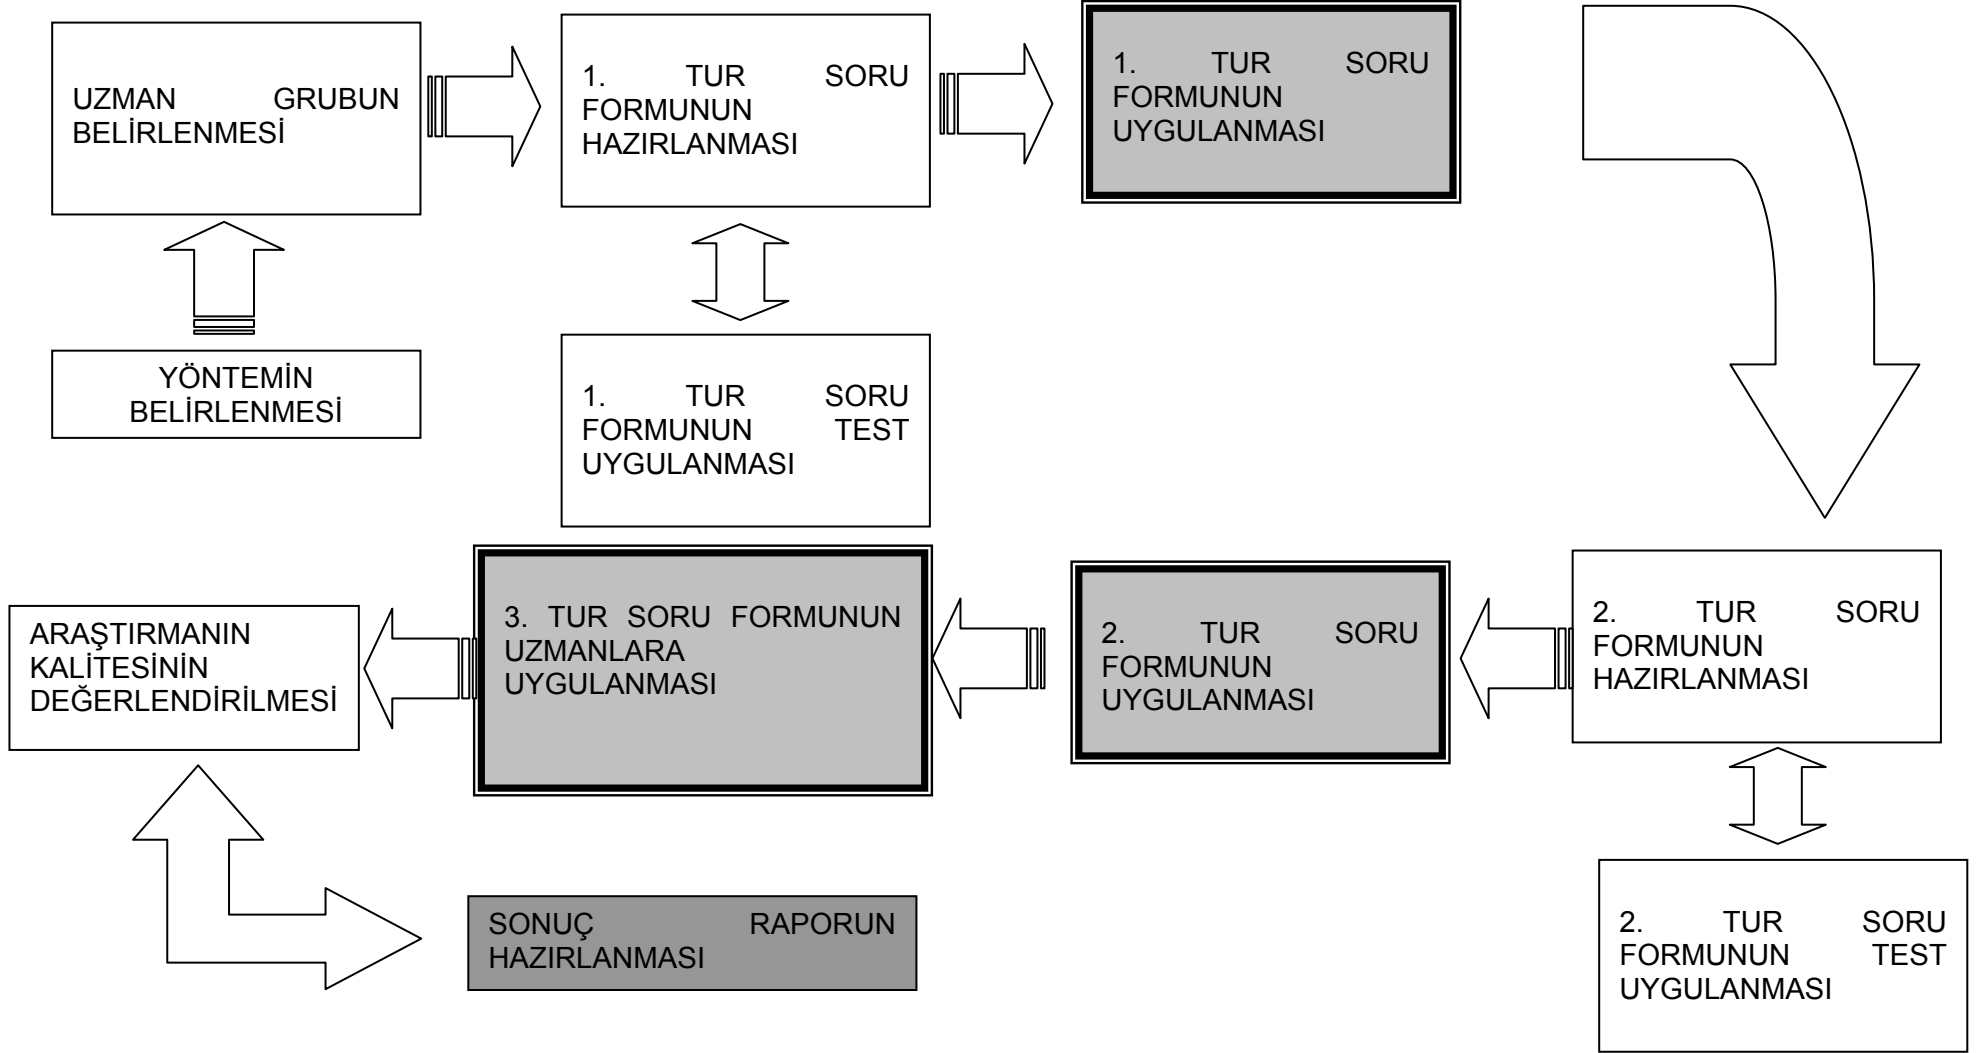 UZMAN GRUBUN
BELİRLENMESİ
1. TUR SORU
FORMUNUN
HAZIRLANMASI
1. TUR SORU
FORMUNUN
UYGULANMASI
YÖNTEMİN
BELİRLENMESİ
1. TUR SORU
FORMUNUN TEST
UYGULANMASI
2. TUR SORU
FORMUNUN
HAZIRLANMASI
2. TUR SORU
FORMUNUN TEST
UYGULANMASI
2. TUR SORU
FORMUNUN
UYGULANMASI
3. TUR SORU FORMUNUN
UZMANLARA
UYGULANMASI
ARAŞTIRMANIN
KALİTESİNİN
DEĞERLENDİRİLMESİ
SONUÇ RAPORUN
HAZIRLANMASI